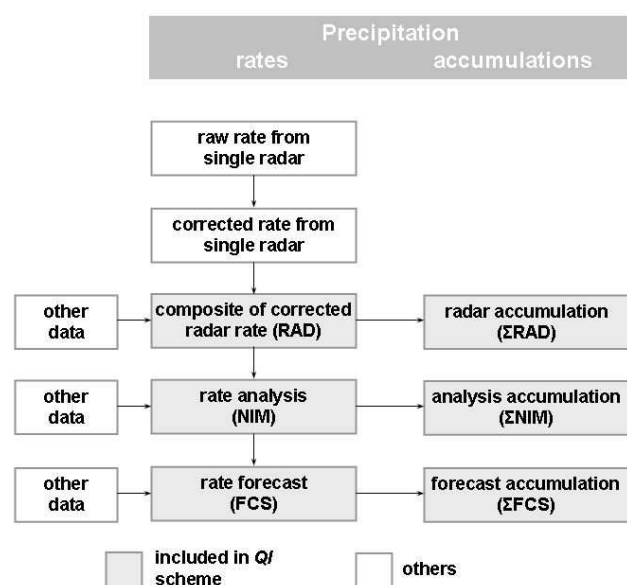 Precipitation
rates accumulations
raw rate from
single radar
corrected rate from
single radar
other
data
composite of corrected
radar rate (RAD)
radar accumulation
(ΣRAD)
other
data
rate analysis
(NIM)
analysis accumulation
(ΣNIM)
other
data
rate forecast
(FCS)
forecast accumulation
(ΣFCS)
included in QI
scheme
others